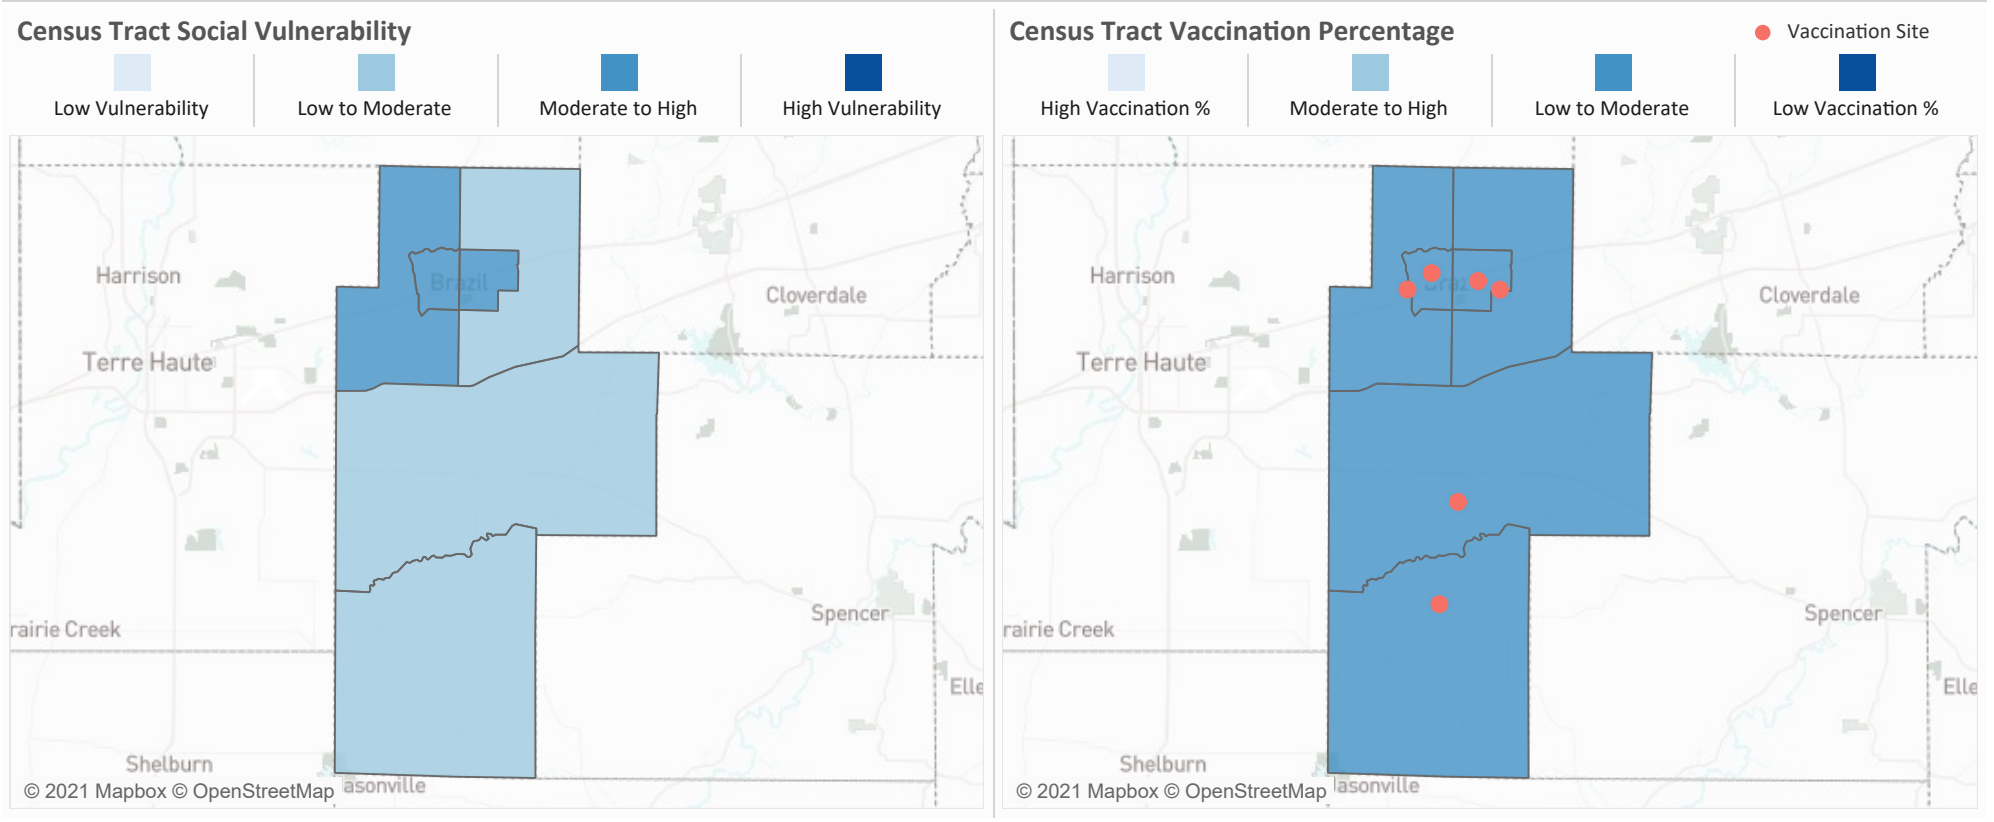 Census Tract Social Vulnerability
Low Vulnerability
Low to Moderate
Moderate to High
High Vulnerability
Harrison
Brazil
Cloverdale
Terre Haute
rairie Creek
Spencer
Elle
Shelburn
asonville
© 2021 Mapbox © OpenStreetMap
Census Tract Vaccination Percentage
Vaccination Site
High Vaccination %
Moderate to High
Low to Moderate
Low Vaccination %
Harrison
Braz
Cloverdale
Terre Haute
rairie Creek
Spencer
Elle
Shelburn
asonville
© 2021 Mapbox © OpenStreetMap